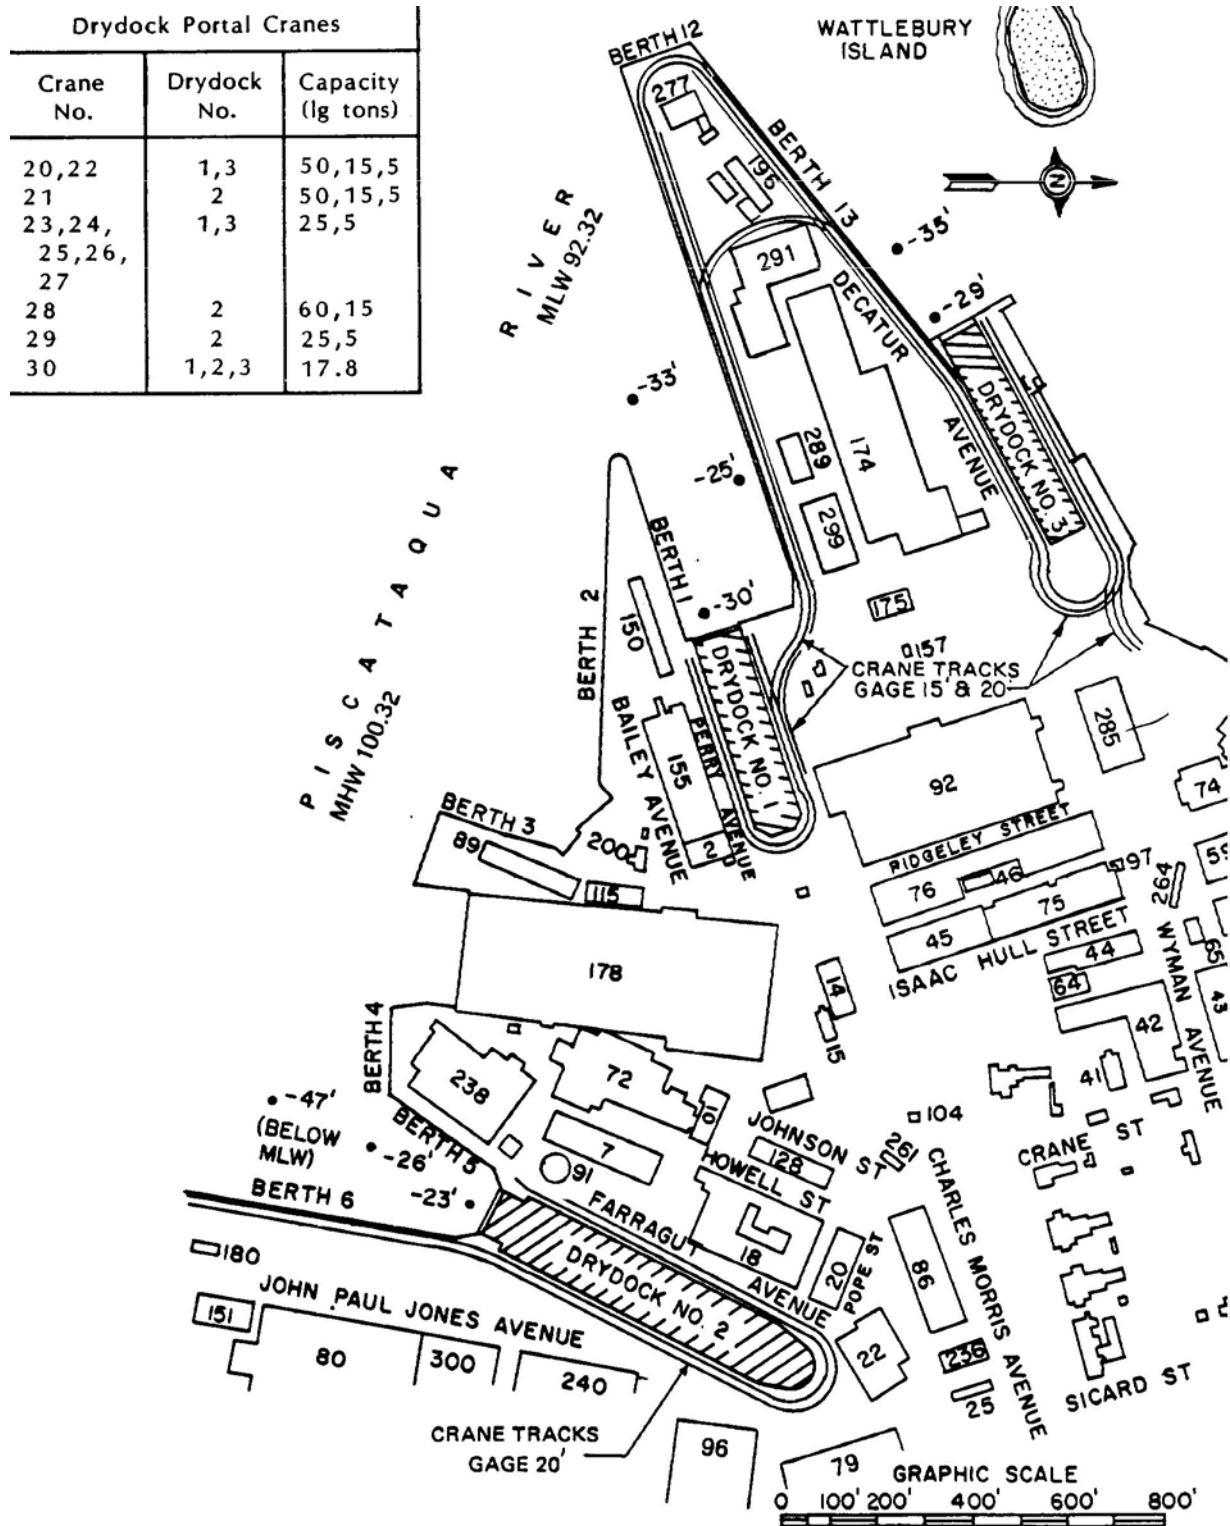 Drydock Portal Cranes
Crane No. Drydock No. Capacity (lg tons)
20,22 1,3 50,15,5
21 2 50,15,5
23,24, 1,3 25,5
25,26,
27
28 2 60,15
29 2 25,5
30 1,2,3 17.8
WATTLEBURY
ISLAND
BERTH 12
277
BERTH 13
196
N
-35'
RIVER
MLW 92.32
291
DECATUR AVENUE
-29'
-33'
DRYDOCK NO. 3
289
174
-25'
299
PISCATAQUA
MHW 100.32
BERTH 1
BERTH 2
-30'
150
175
157
CRANE TRACKS
GAGE 15' & 20'
DRYDOCK NO. 1
BAILEY AVENUE
PERRY AVENUE
155
285
92
74
BERTH 3
89
200
2
RIDGELEY STREET
59
115
76
46
197
264
75
45
ISAAC HULL STREET
44
65
178
14
64
WYMAN AVENUE
43
15
42
BERTH 4
72
238
41
-47'
(BELOW
MLW)
-26'
BERTH 5
10
104
JOHNSON ST
7
128
261
CRANE ST
91
HOWELL ST
BERTH 6
-23'
FARRAGUT AVENUE
18
CHARLES MORRIS AVENUE
180
DRYDOCK NO. 2
20
POPE ST
86
JOHN PAUL JONES AVENUE
151
80
300
240
22
236
25
SICARD ST
CRANE TRACKS
GAGE 20'
96
79
GRAPHIC SCALE
0 100' 200' 400' 600' 800'